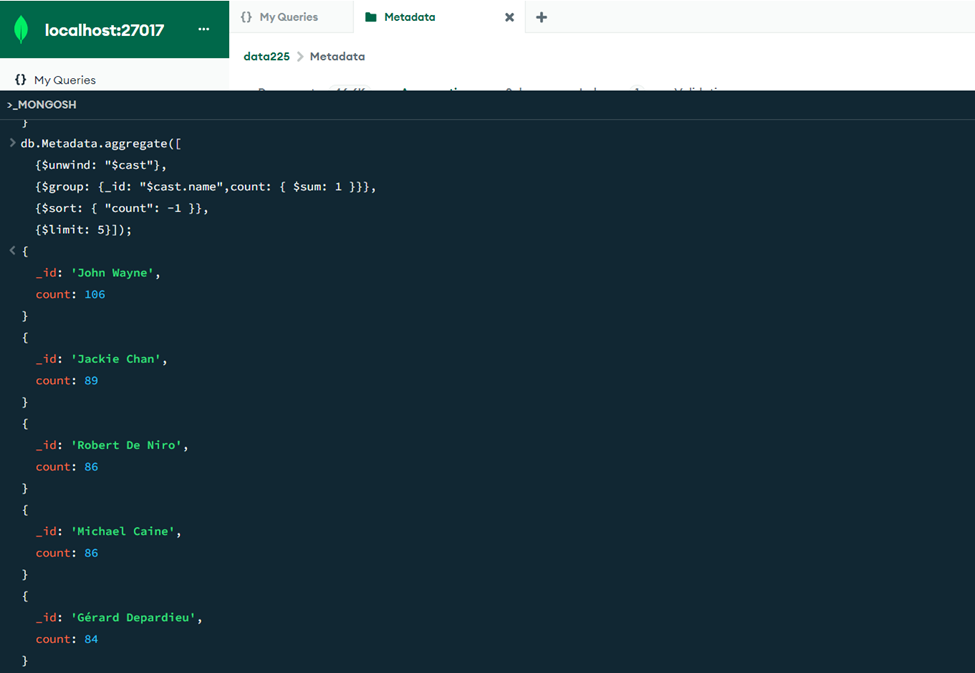 localhost:27017 ...
{} My Queries
Metadata
data225 > Metadata
{} My Queries
>_MONGOSH
}
> db.Metadata.aggregate([
{$unwind: "$cast"},
{$group: {_id: "$cast.name",count: { $sum: 1 }}},
{$sort: { "count": -1 }},
{$limit: 5}]);
< {
_id: 'John Wayne',
count: 106
}
{
_id: 'Jackie Chan',
count: 89
}
{
_id: 'Robert De Niro',
count: 86
}
{
_id: 'Michael Caine',
count: 86
}
{
_id: 'Gérard Depardieu',
count: 84
}